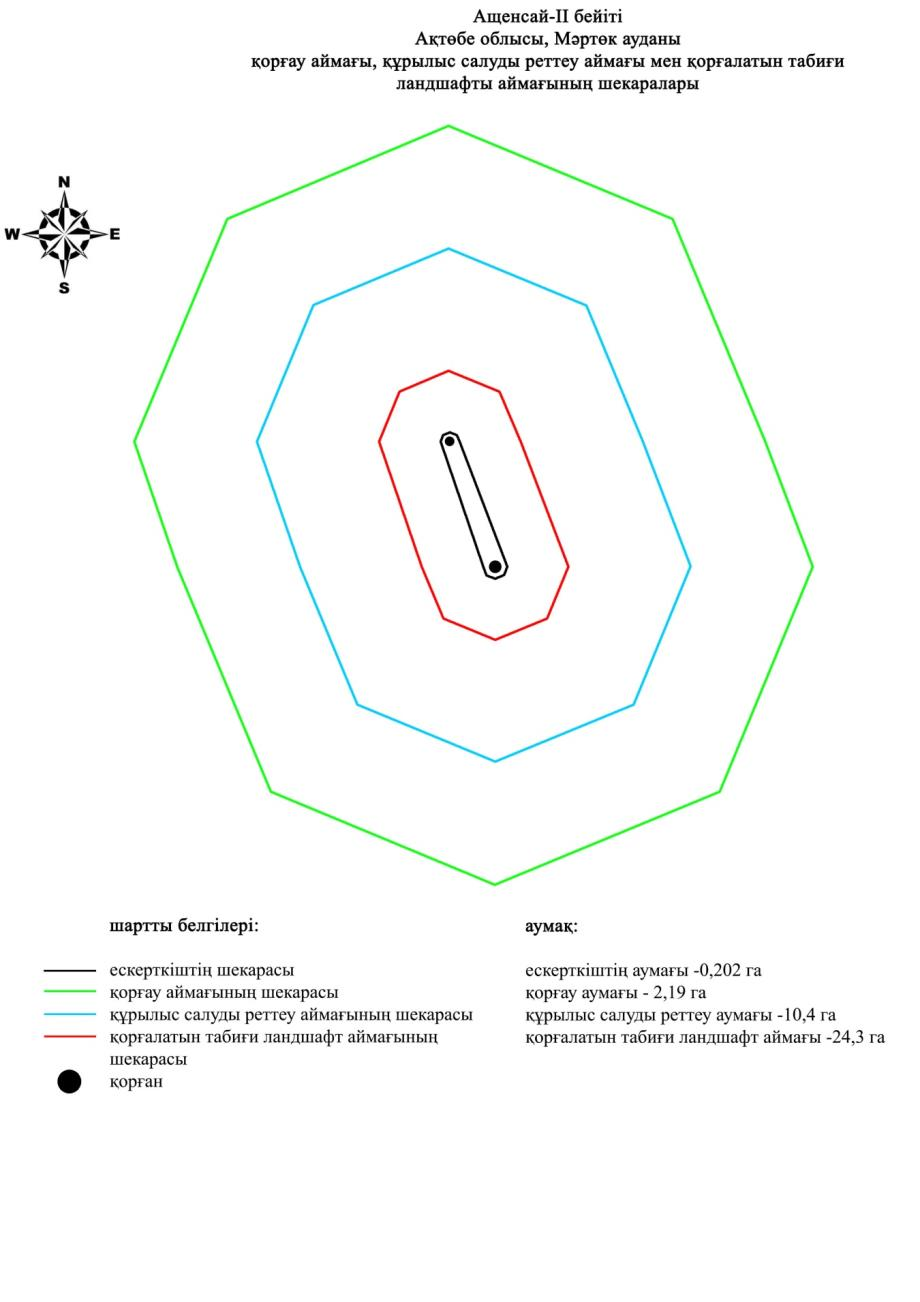 Ащенсай-II бейіті
Ақтөбе облысы, Мәртөк ауданы
қорғау аймағы, құрылыс салуды реттеу аймағы мен қорғалатын табиғи
ландшафты аймағының шекаралары
N
W E
S
шартты белгілері:
ескерткіштің шекарасы
қорғау аймағының шекарасы
құрылыс салуды реттеу аймағының шекарасы
қорғалатын табиғи ландшафт аймағының
шекарасы
қорған
аумақ:
ескерткіштің аумағы -0,202 га
қорғау аумағы - 2,19 га
құрылыс салуды реттеу аумағы -10,4 га
қорғалатын табиғи ландшафт аймағы -24,3 га